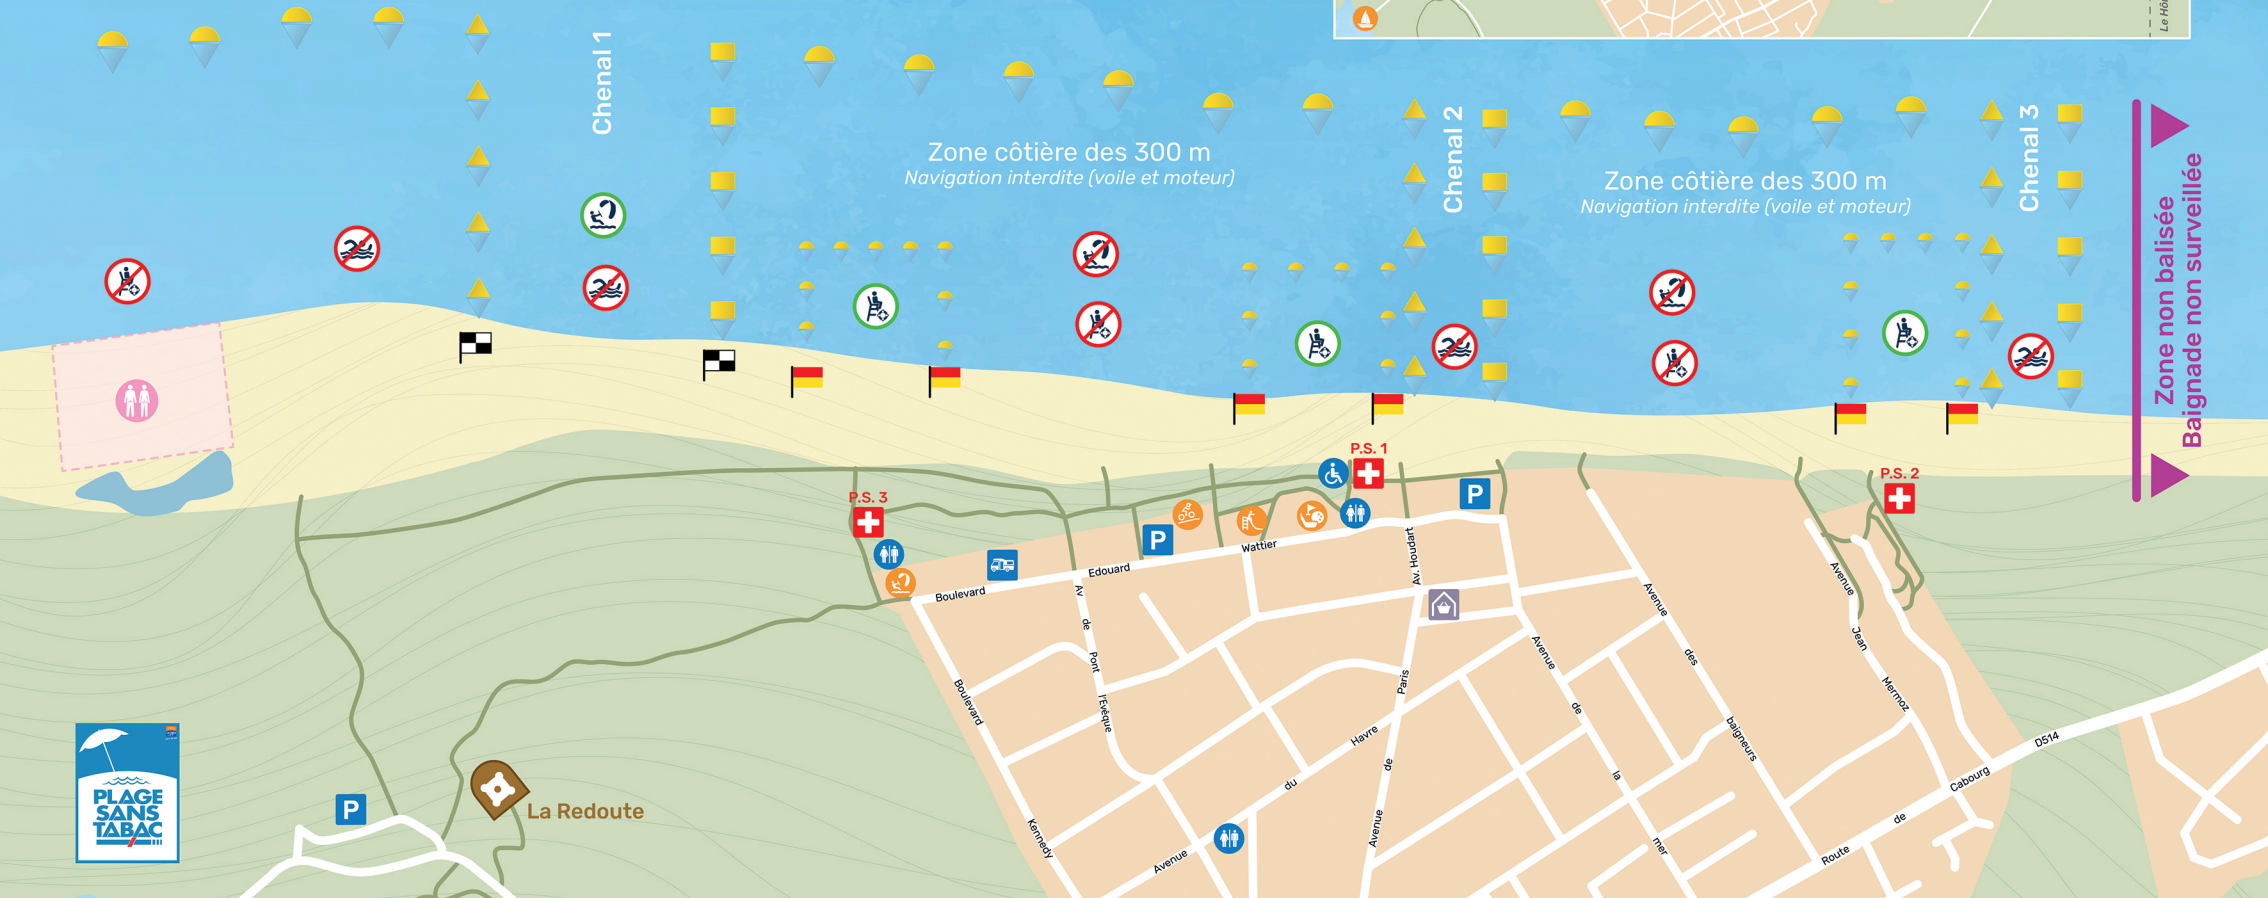 Le Hôm
Chenal 1
Zone côtière des 300 m
Navigation interdite (voile et moteur)
Chenal 2
Zone côtière des 300 m
Navigation interdite (voile et moteur)
Chenal 3
Zone non balisée
Baignade non surveillée
P.S. 1
P.S. 2
P.S. 3
P
P
P
Boulevard Edouard Wattier
Av. Honpart
Av de Pont l'Evêque
Boulevard Kennedy
Avenue du Havre
Avenue de Paris
Avenue de la mer
Avenue des baigneurs
Avenue Jean Mermoz
Route de Cabourg
D514
La Redoute
PLAGE
SANS
TABAC